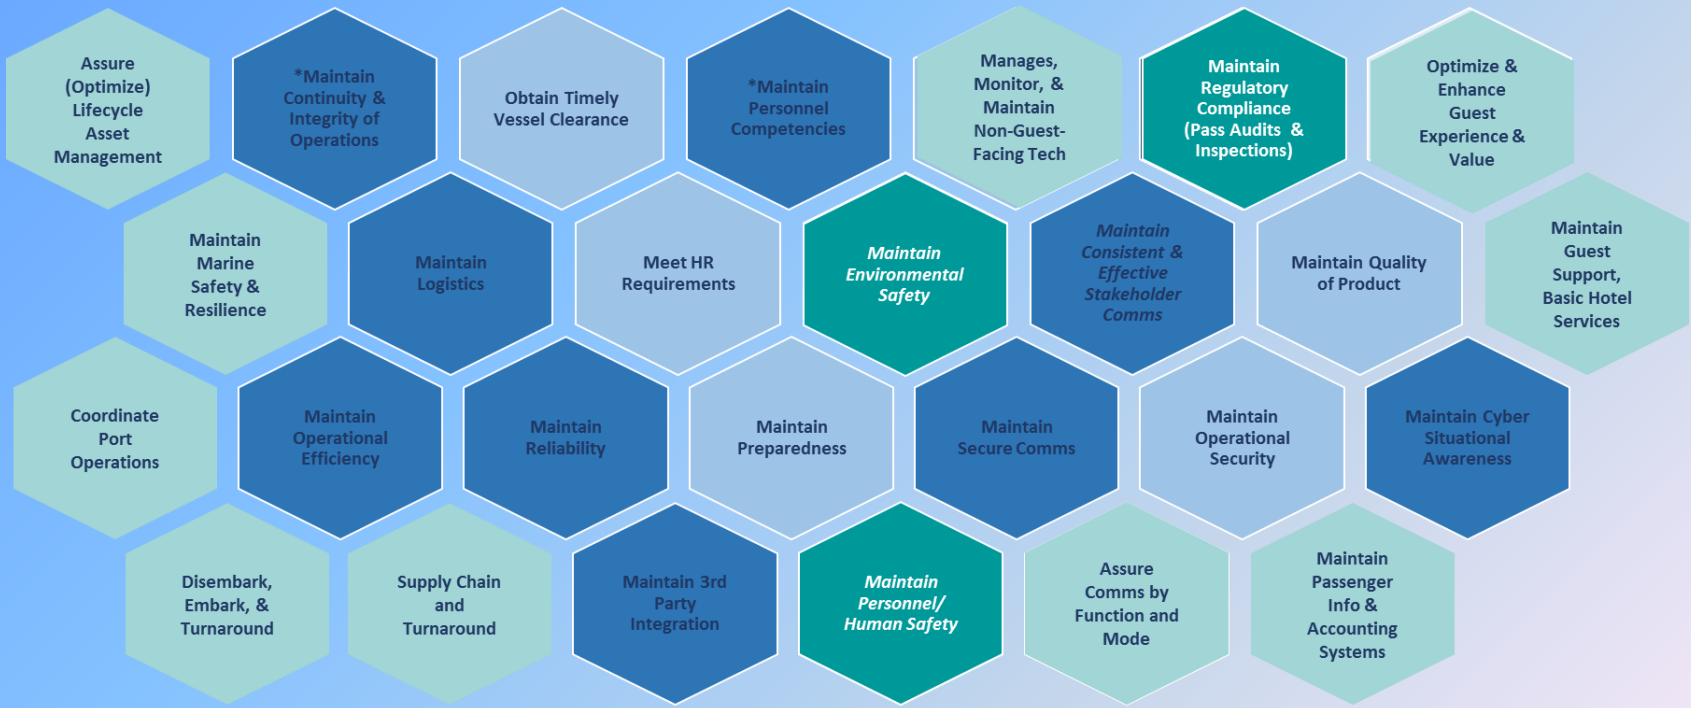 Assure
(Optimize)
Lifecycle
Asset
Management
*Maintain
Continuity &
Integrity of
Operations
Obtain Timely
Vessel Clearance
*Maintain
Personnel
Competencies
Manages,
Monitor, &
Maintain
Non-Guest-
Facing Tech
Maintain
Regulatory
Compliance
(Pass Audits &
Inspections)
Optimize &
Enhance
Guest
Experience &
Value
Maintain
Marine
Safety &
Resilience
Maintain
Logistics
Meet HR
Requirements
Maintain
Environmental
Safety
Maintain
Consistent &
Effective
Stakeholder
Comms
Maintain Quality
of Product
Maintain
Guest
Support,
Basic Hotel
Services
Coordinate
Port
Operations
Maintain
Operational
Efficiency
Maintain
Reliability
Maintain
Preparedness
Maintain
Secure Comms
Maintain
Operational
Security
Maintain Cyber
Situational
Awareness
Disembark,
Embark, &
Turnaround
Supply Chain
and
Turnaround
Maintain 3rd
Party
Integration
Maintain
Personnel/
Human Safety
Assure
Comms by
Function and
Mode
Maintain
Passenger
Info &
Accounting
Systems